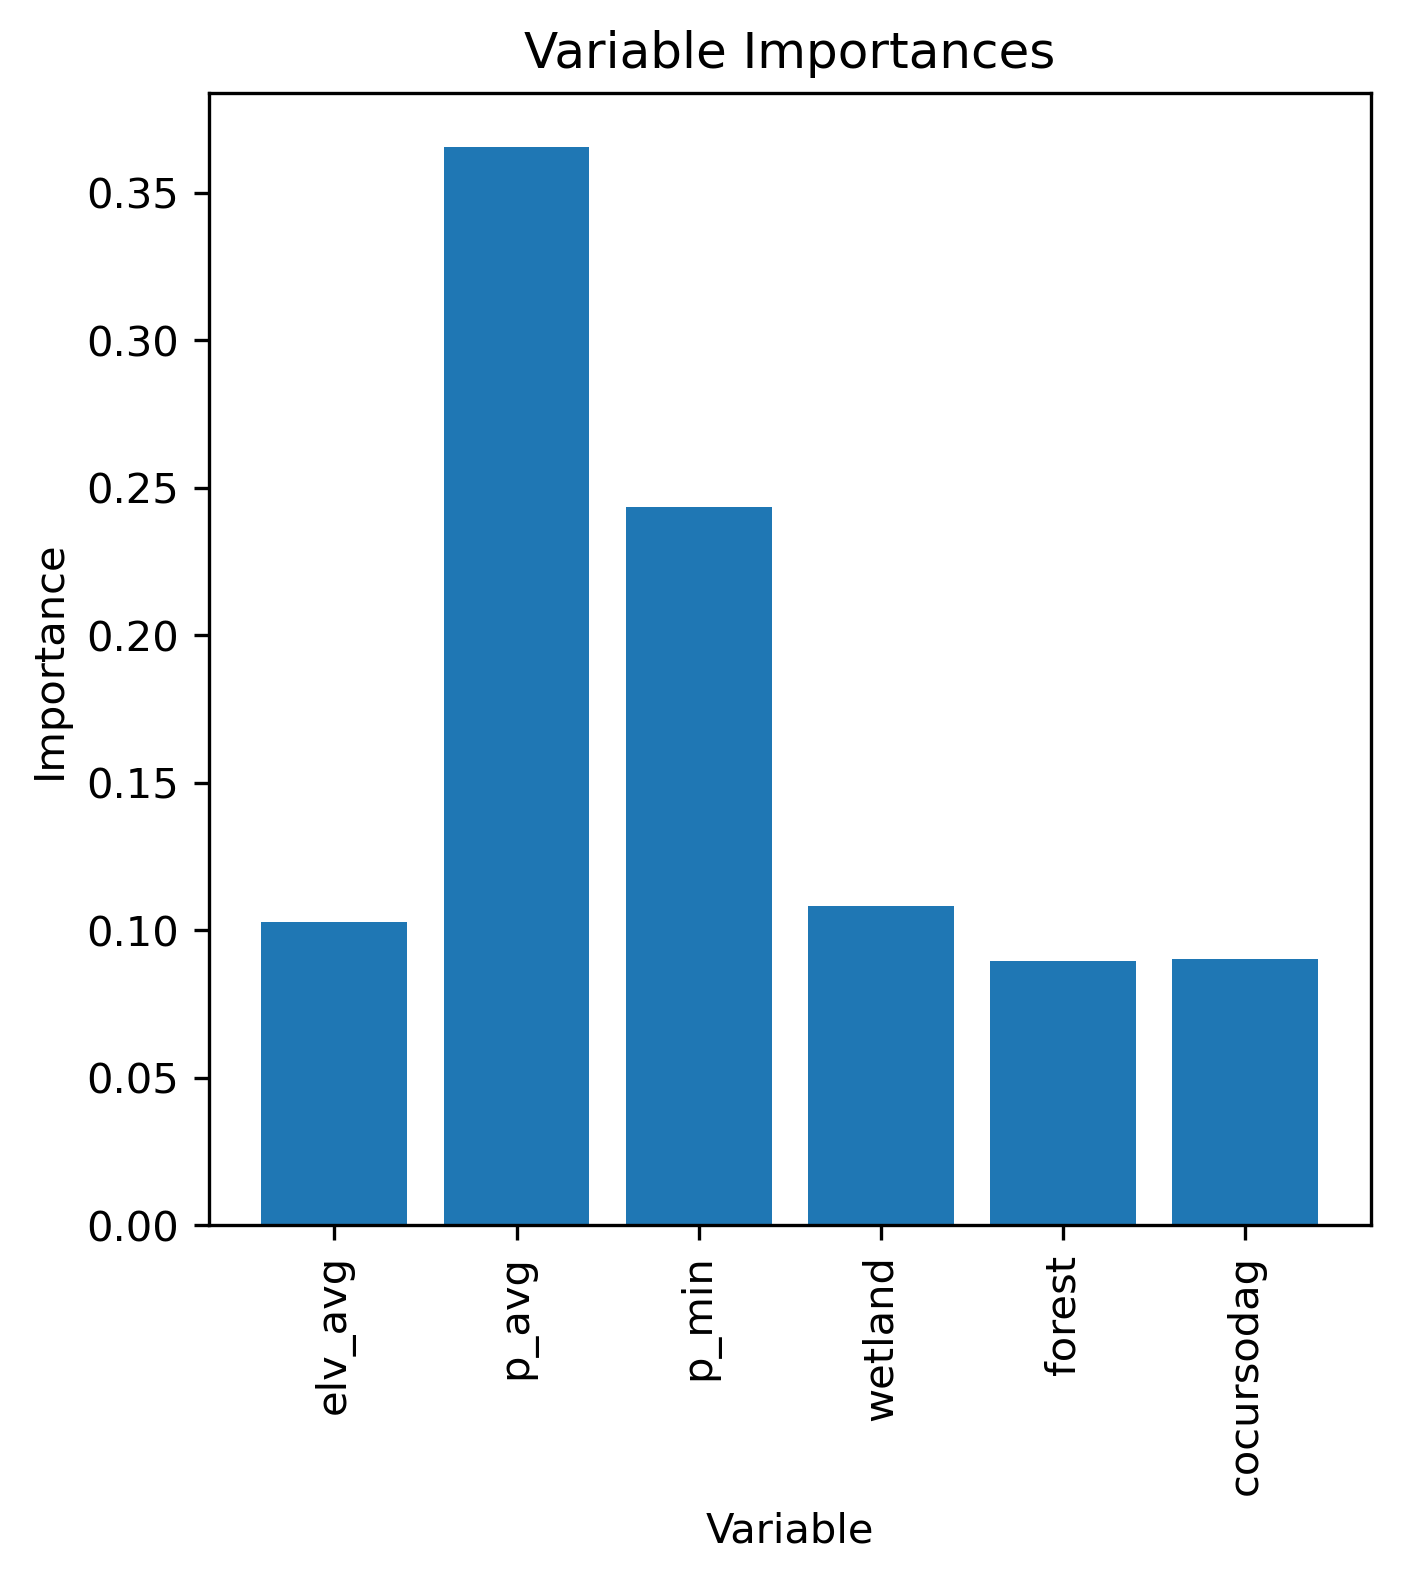 Variable Importances
Importance
0.35
0.30
0.25
0.20
0.15
0.10
0.05
0.00
elv_avg
p_avg
p_min
wetland
forest
cocursodag
Variable